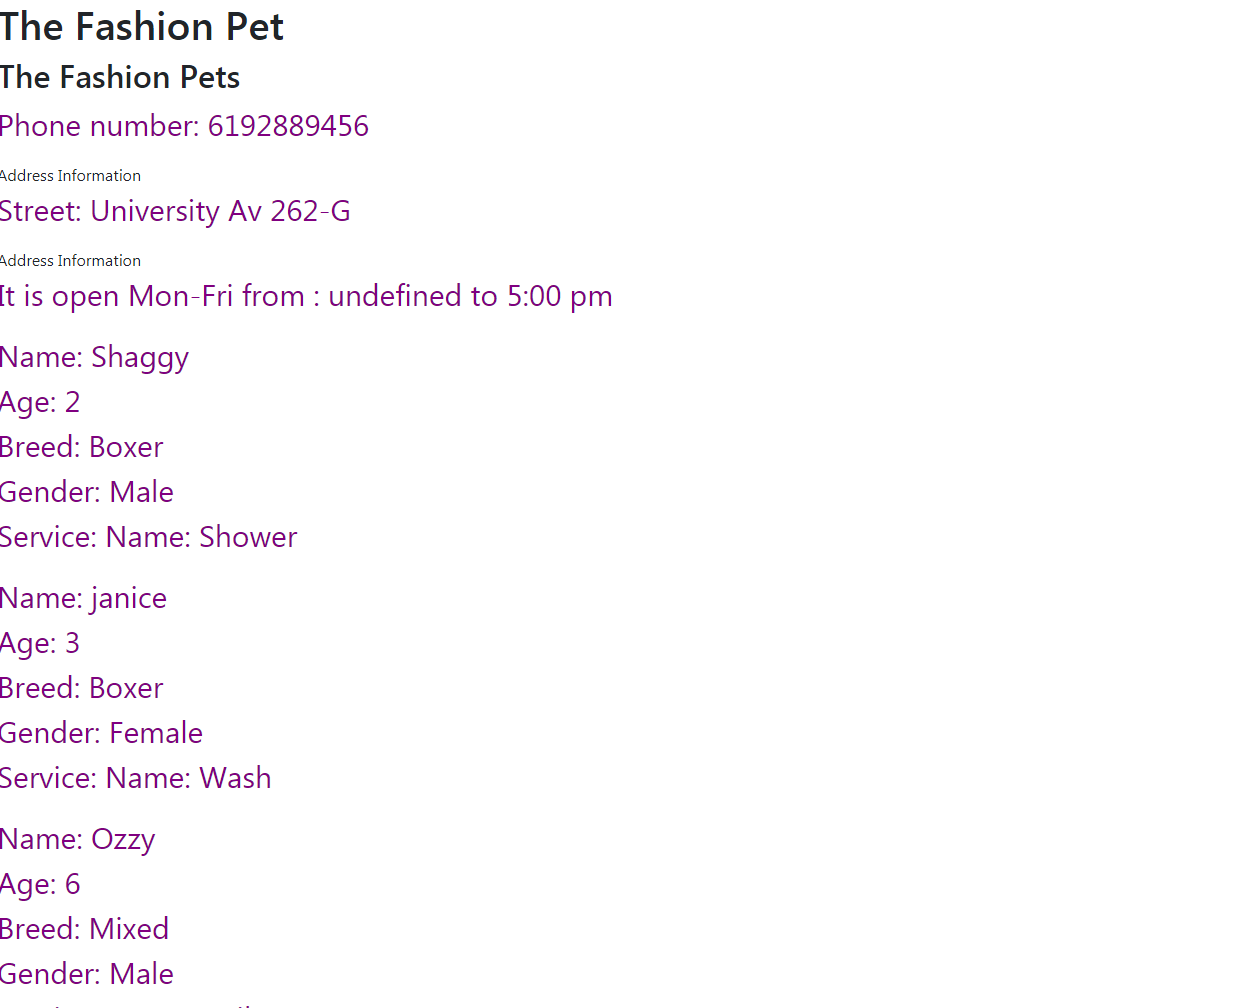 The Fashion Pet
The Fashion Pets
Phone number: 6192889456
Address Information
Street: University Av 262-G
Address Information
It is open Mon-Fri from : undefined to 5:00 pm
Name: Shaggy
Age: 2
Breed: Boxer
Gender: Male
Service: Name: Shower
Name: janice
Age: 3
Breed: Boxer
Gender: Female
Service: Name: Wash
Name: Ozzy
Age: 6
Breed: Mixed
Gender: Male